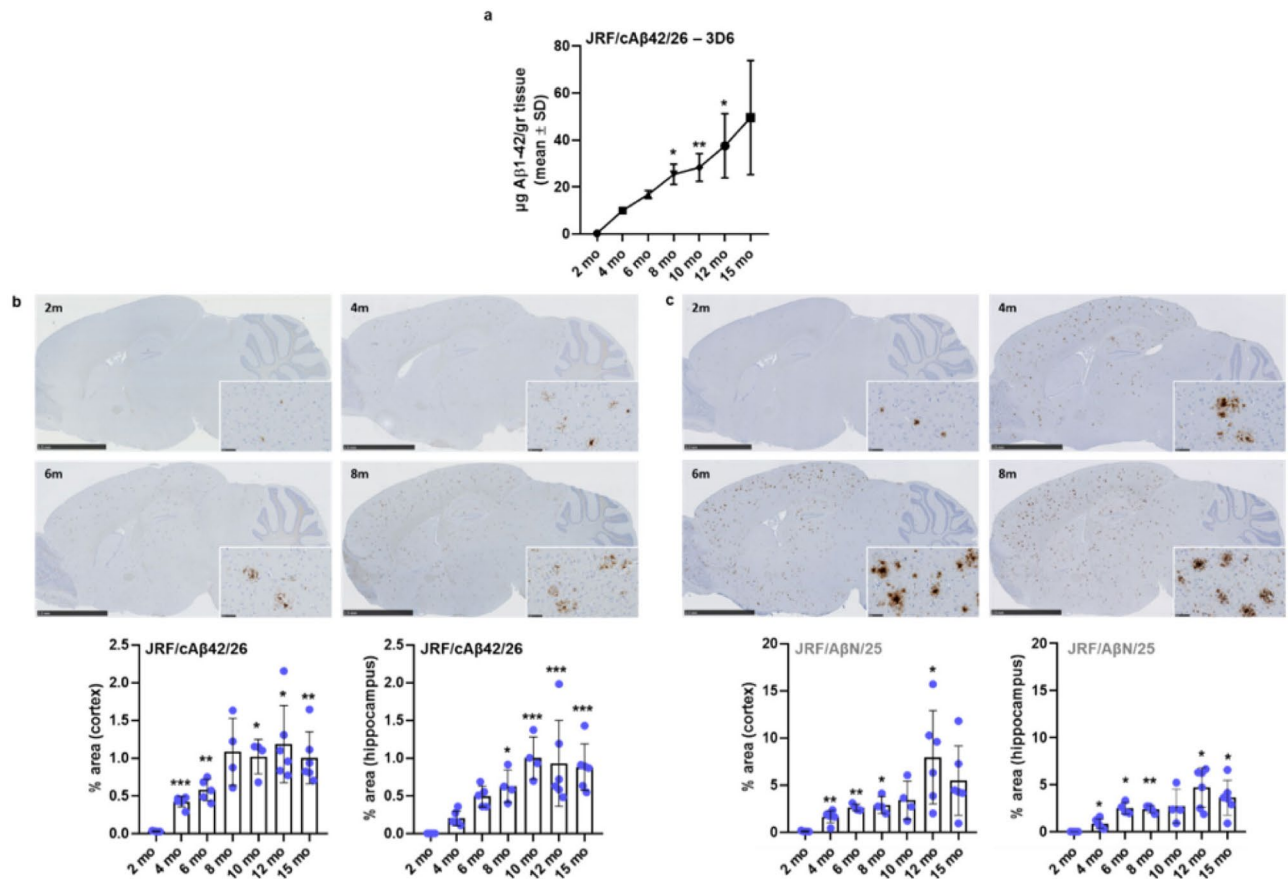 a
JRF/cAβ42/26 – 3D6
µg Aβ1-42/gr tissue
(mean ± SD)
80
60
40
20
0
*
**
*
2 mo
4 mo
6 mo
8 mo
10 mo
12 mo
15 mo
b
2m
4m
6m
8m
c
2m
4m
6m
8m
JRF/cAβ42/26
% area (cortex)
2.5
2.0
1.5
1.0
0.5
0.0
***
**
*
*
**
2 mo
4 mo
6 mo
8 mo
10 mo
12 mo
15 mo
JRF/cAβ42/26
% area (hippocampus)
2.5
2.0
1.5
1.0
0.5
0.0
*
***
***
***
2 mo
4 mo
6 mo
8 mo
10 mo
12 mo
15 mo
JRF/AβN/25
% area (cortex)
20
15
10
5
0
**
**
*
*
2 mo
4 mo
6 mo
8 mo
10 mo
12 mo
15 mo
JRF/AβN/25
% area (hippocampus)
20
15
10
5
0
*
*
**
*
*
2 mo
4 mo
6 mo
8 mo
10 mo
12 mo
15 mo